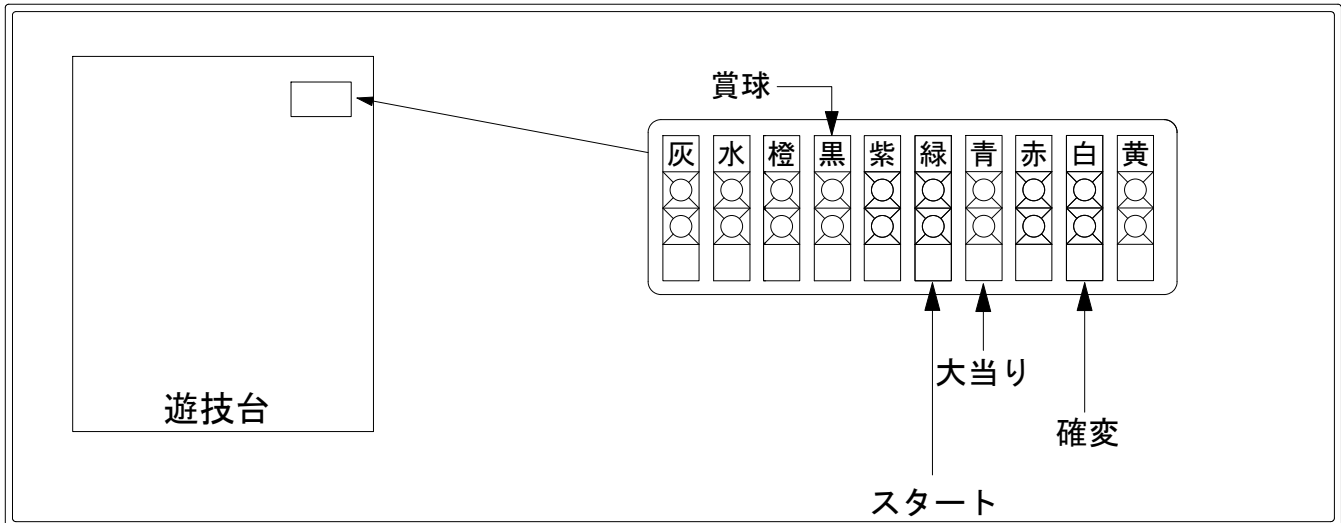 賞球
灰 水 橙 黒 紫 緑 青 赤 白 黄
大当り
遊技台
確変
スタート